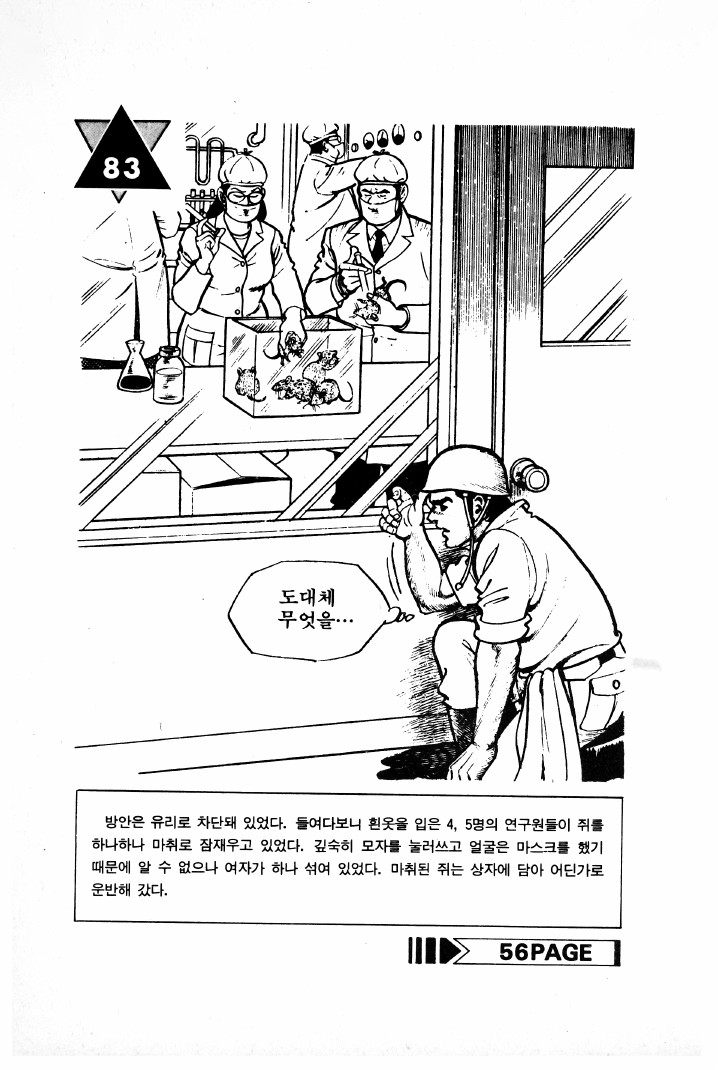 83
도대체
무엇을…
방안은 유리로 차단돼 있었다. 들여다보니 흰옷을 입은 4, 5명의 연구원들이 쥐를
하나하나 마취로 잠재우고 있었다. 깊숙히 모자를 눌러쓰고 얼굴은 마스크를 했기
때문에 알 수 없으나 여자가 하나 섞여 있었다. 마취된 쥐는 상자에 담아 어딘가로
운반해 갔다.
56PAGE